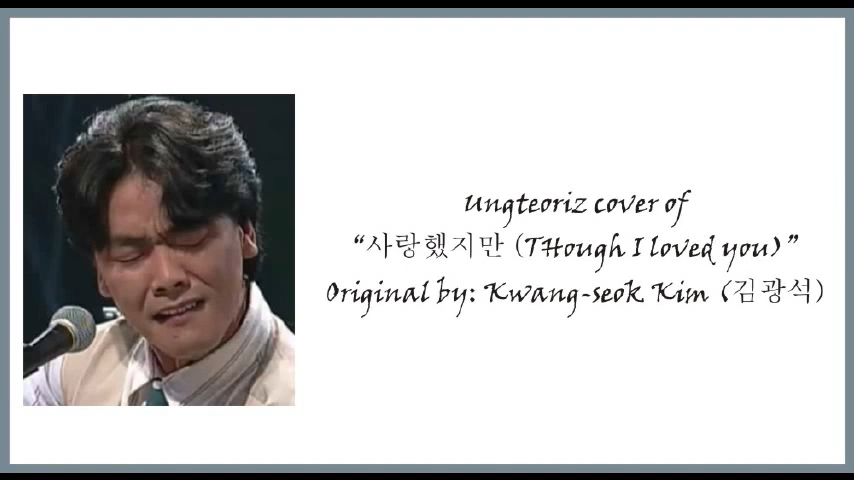 Ungteoriz cover of
“사랑했지만 (THough I loved you)”
Original by: Kwang-seok Kim (김광석)